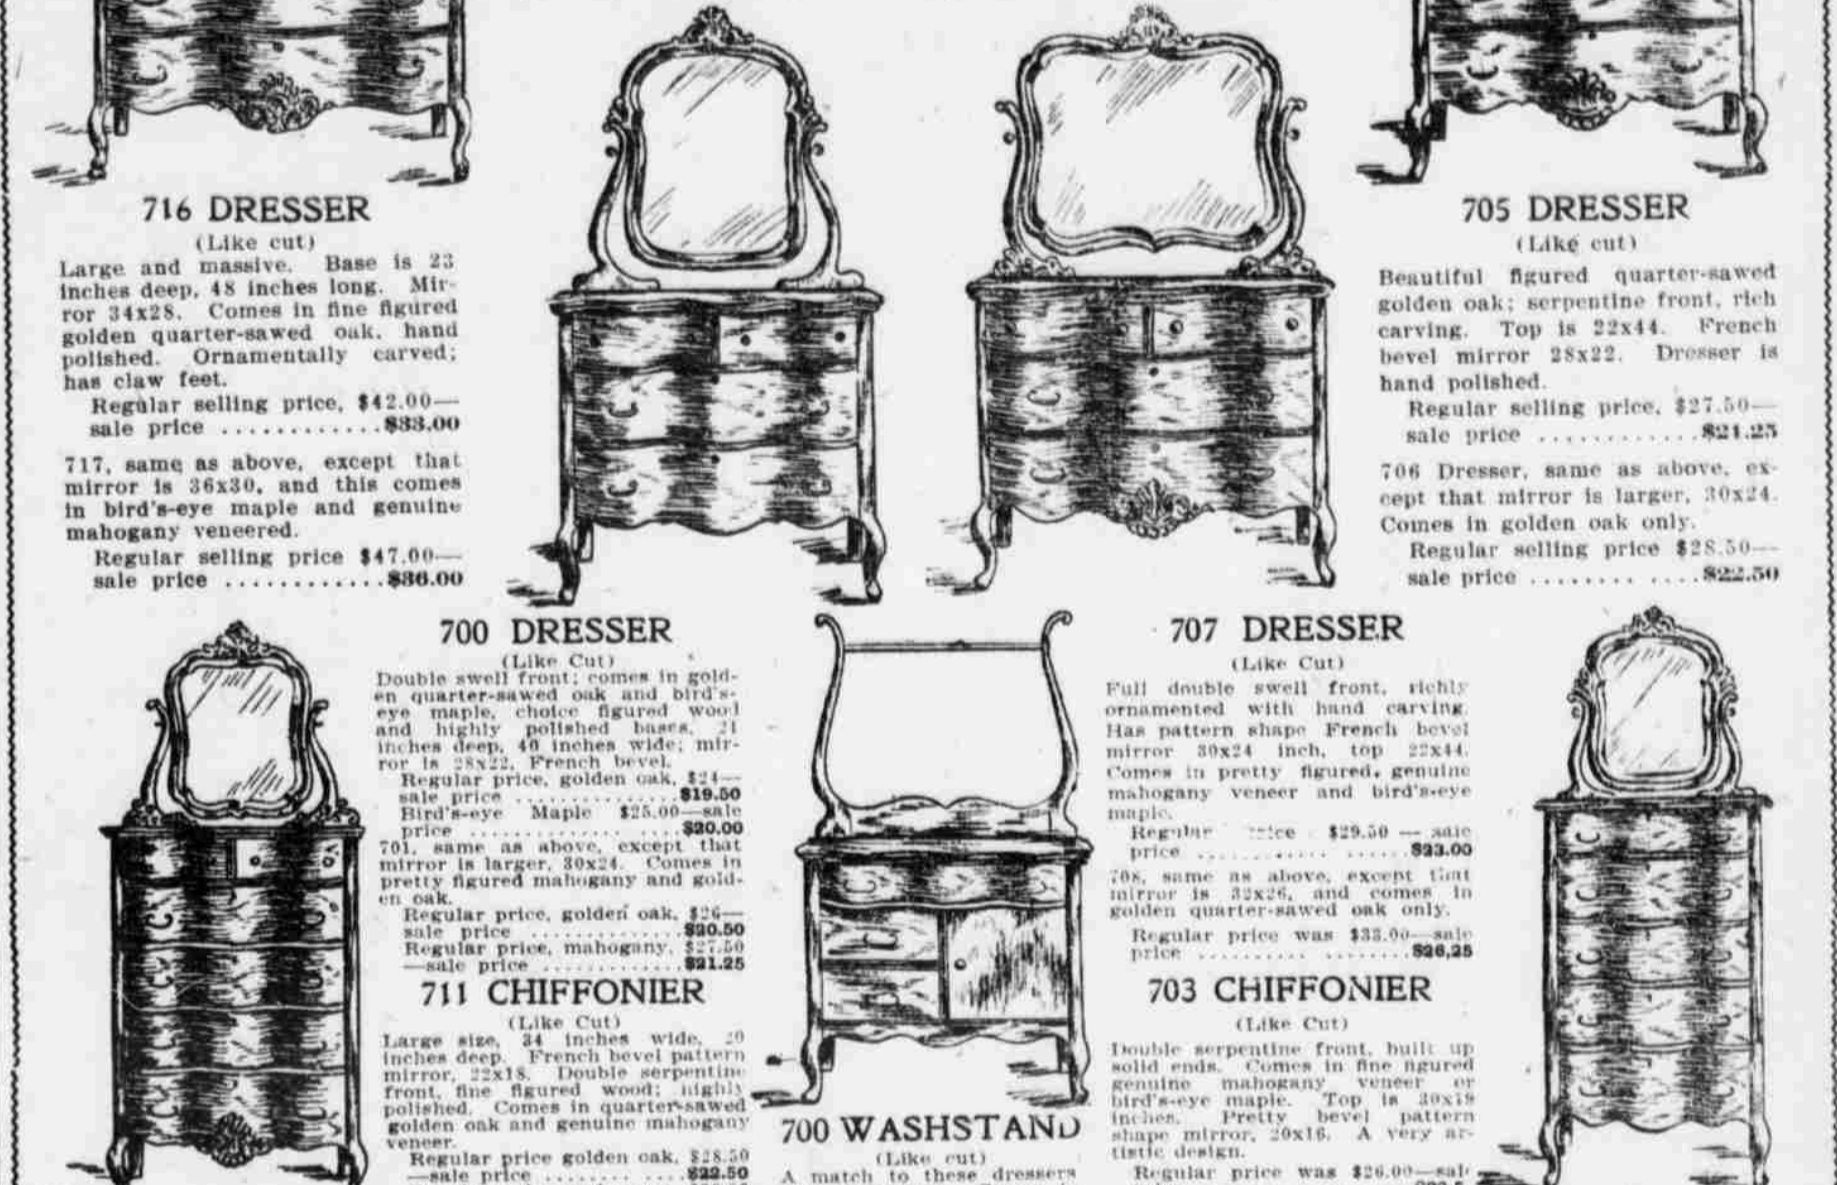 716 DRESSER
(Like cut)
Large and massive. Base is 23
inches deep, 48 inches long. Mir-
ror 34x28. Comes in fine figured
golden quarter-sawed oak, hand
polished. Ornamentally carved;
has claw feet.
Regular selling price, $42.00—
sale price ............$33.00
717, same as above, except that
mirror is 36x30, and this comes
in bird's-eye maple and genuine
mahogany veneered.
Regular selling price $47.00—
sale price ............$36.00
705 DRESSER
(Like cut)
Beautiful figured quarter-sawed
golden oak; serpentine front, rich
carving. Top is 22x44. French
bevel mirror 28x22. Dresser is
hand polished.
Regular selling price, $27.50—
sale price ............$21.25
706 Dresser, same as above, ex-
cept that mirror is larger, 30x24.
Comes in golden oak only.
Regular selling price $28.50—
sale price ........ ....$22.50
700 DRESSER
(Like Cut)
Double swell front; comes in gold-
en quarter-sawed oak and bird's-
eye maple, choice figured wood
and highly polished bases, 21
inches deep, 40 inches wide; mir-
ror is 28x22, French bevel.
Regular price, golden oak, $24—
sale price ..............$19.50
Bird's-eye Maple $25.00—sale
price .............. ....$20.00
701, same as above, except that
mirror is larger, 30x24. Comes in
pretty figured mahogany and gold-
en oak.
Regular price, golden oak, $26—
sale price .............$20.50
Regular price, mahogany, $27.50
—sale price ............$21.25
711 CHIFFONIER
(Like Cut)
Large size, 34 inches wide, 20
inches deep. French bevel pattern
mirror, 22x18. Double serpentine
front, fine figured wood; highly
polished. Comes in quarter-sawed
golden oak and genuine mahogany
veneer.
Regular price golden oak, $28.50
—sale price ........ ....$22.50
700 WASHSTAND
(Like cut)
A match to these dressers
707 DRESSER
(Like Cut)
Full double swell front, richly
ornamented with hand carving.
Has pattern shape French bevel
mirror 30x24 inch, top 22x44.
Comes in pretty figured, genuine
mahogany veneer and bird's-eye
maple.
Regular $29.50 — sale
price ........... ......$23.00
708, same as above, except that
mirror is 32x26, and comes in
golden quarter-sawed oak only.
Regular price was $33.00—sale
price .......... ........$26,25
703 CHIFFONIER
(Like Cut)
Double serpentine front, built up
solid ends. Comes in fine figured
genuine mahogany veneer or
bird's-eye maple. Top is 30x19
inches. Pretty bevel pattern
shape mirror, 20x16. A very ar-
tistic design.
Regular price was $26.00—sale